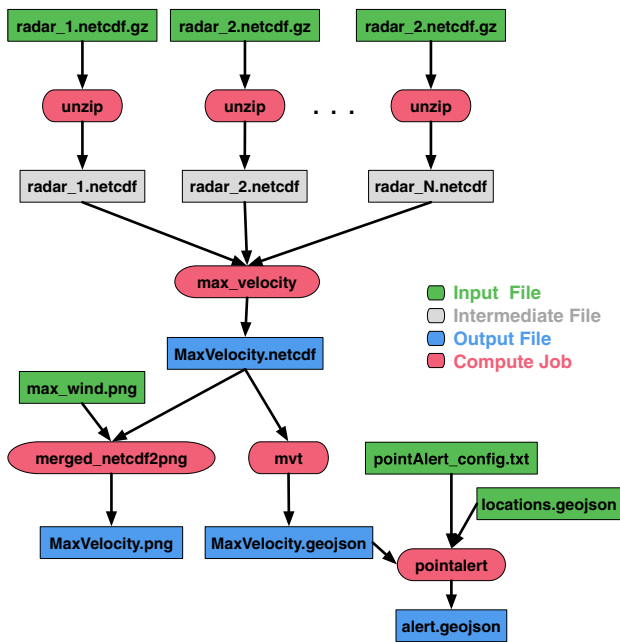 radar_1.netcdf.gz
radar_2.netcdf.gz
radar_2.netcdf.gz
unzip
unzip
. . .
unzip
radar_1.netcdf
radar_2.netcdf
radar_N.netcdf
max_velocity
Input File
Intermediate File
Output File
Compute Job
MaxVelocity.netcdf
max_wind.png
merged_netcdf2png
mvt
pointAlert_config.txt
locations.geojson
MaxVelocity.png
MaxVelocity.geojson
pointalert
alert.geojson